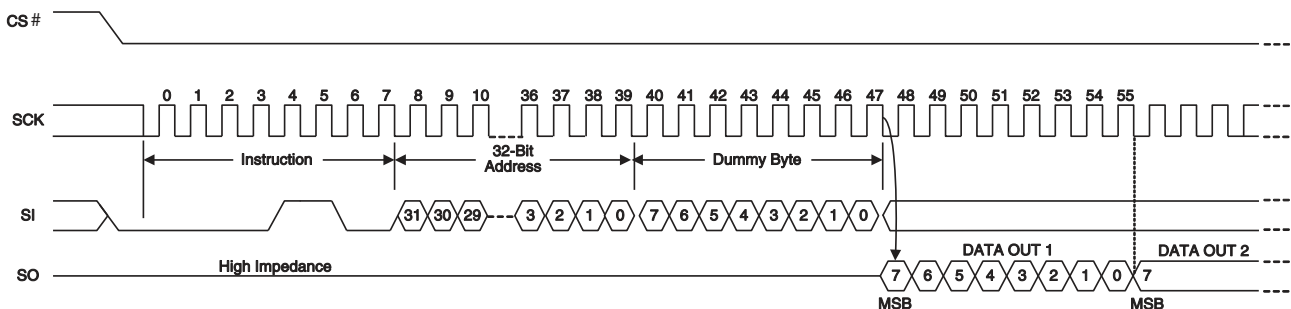 CS#
0 1 2 3 4 5 6 7 8 9 10 36 37 38 39 40 41 42 43 44 45 46 47 48 49 50 51 52 53 54 55
SCK
Instruction
32-Bit
Address
Dummy Byte
SI
31 30 29 3 2 1 0 7 6 5 4 3 2 1 0
DATA OUT 1
DATA OUT 2
High Impedance
SO
7 6 5 4 3 2 1 0 7
MSB
MSB